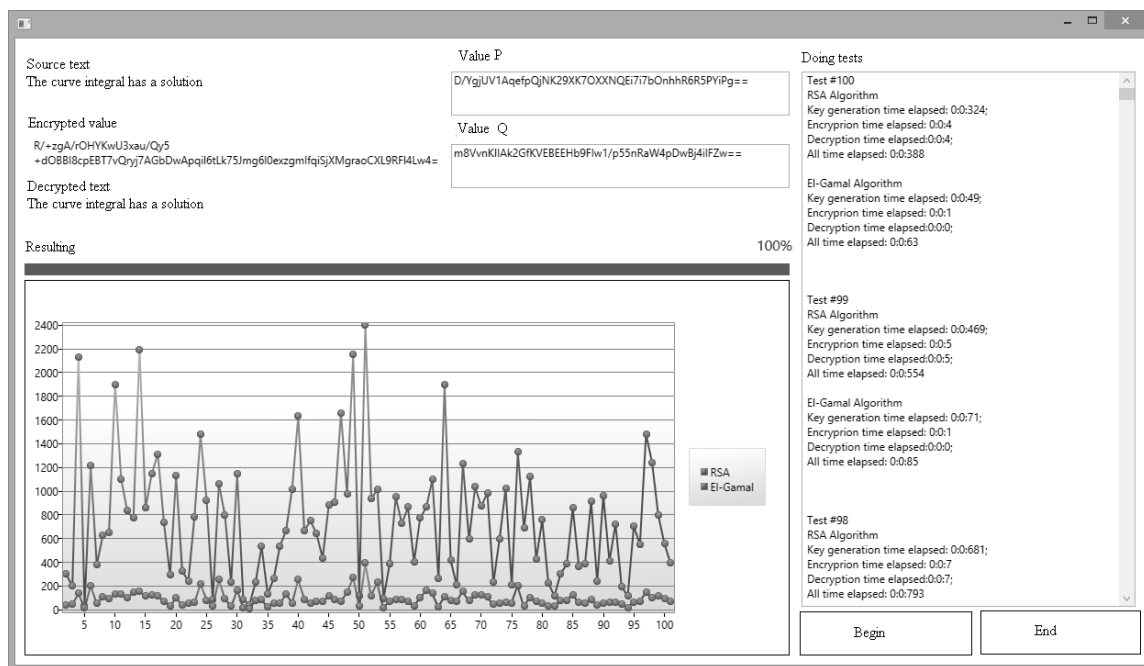 Source text
The curve integral has a solution
Encrypted value
R/+zgA/rOHYKwU3xau/Qy5
+dOBBl8cpEBT7vQryj7AGbDwApqiI6tLk75Jmg6l0exzgmIfqiSjXMgraoCXL9RFI4Lw4=
Decrypted text
The curve integral has a solution
Value P
D/YgjUV1AqefpQjNK29XK7OXXNQEi7i7bOnhhR6R5PYiPg==
Value Q
m8VvnKIIAk2GfKVEBEEHb9Flw1/p55nRaW4pDwBj4iIFZw==
Resulting
100%
2400
2200
2000
1800
1600
1400
1200
1000
800
600
400
200
0
5 10 15 20 25 30 35 40 45 50 55 60 65 70 75 80 85 90 95 100
RSA
El-Gamal
Doing tests
Test #100
RSA Algorithm
Key generation time elapsed: 0:0:324;
Encryprion time elapsed: 0:0:4
Decryption time elapsed:0:0:4;
All time elapsed: 0:0:388
El-Gamal Algorithm
Key generation time elapsed: 0:0:49;
Encryprion time elapsed: 0:0:1
Decryption time elapsed:0:0:0;
All time elapsed: 0:0:63
Test #99
RSA Algorithm
Key generation time elapsed: 0:0:469;
Encryprion time elapsed: 0:0:5
Decryption time elapsed:0:0:5;
All time elapsed: 0:0:554
El-Gamal Algorithm
Key generation time elapsed: 0:0:71;
Encryprion time elapsed: 0:0:1
Decryption time elapsed:0:0:0;
All time elapsed: 0:0:85
Test #98
RSA Algorithm
Key generation time elapsed: 0:0:681;
Encryprion time elapsed: 0:0:7
Decryption time elapsed:0:0:7;
All time elapsed: 0:0:793
Begin
End